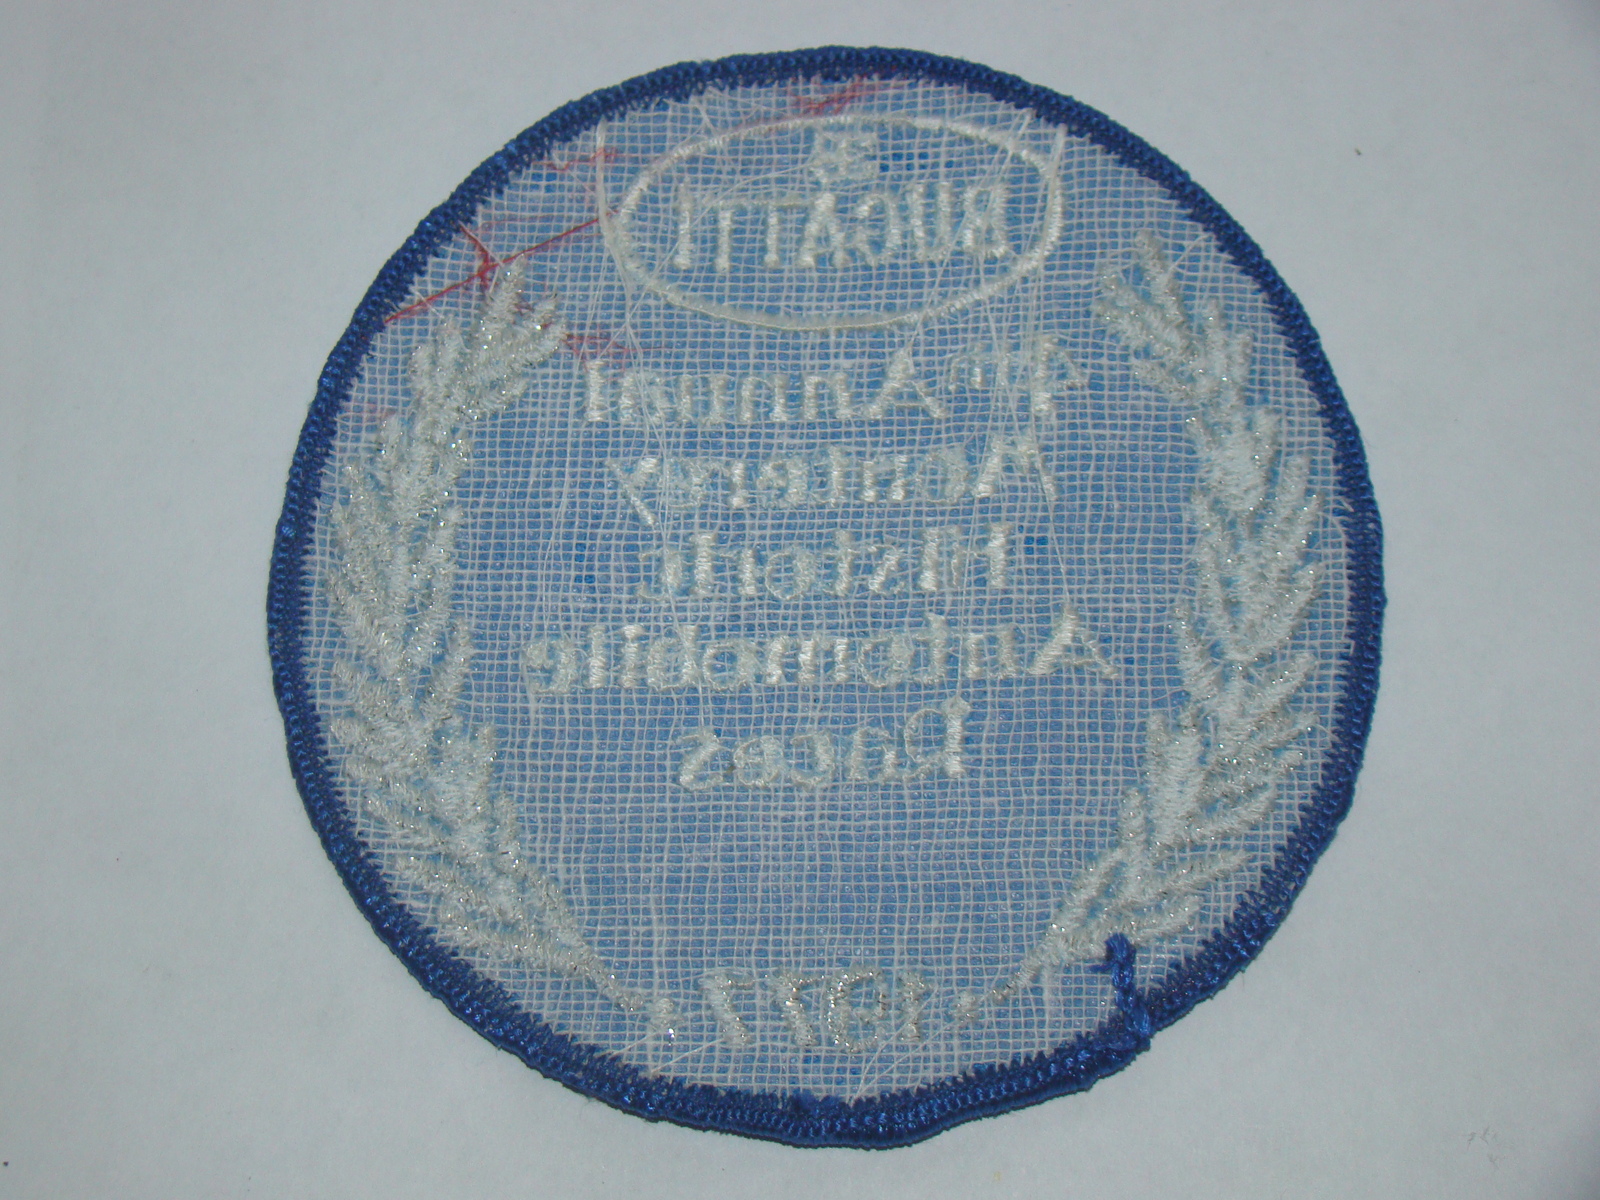 BUGATTI
4th Annual
Monterey
Historic
Automobile
Races
1977